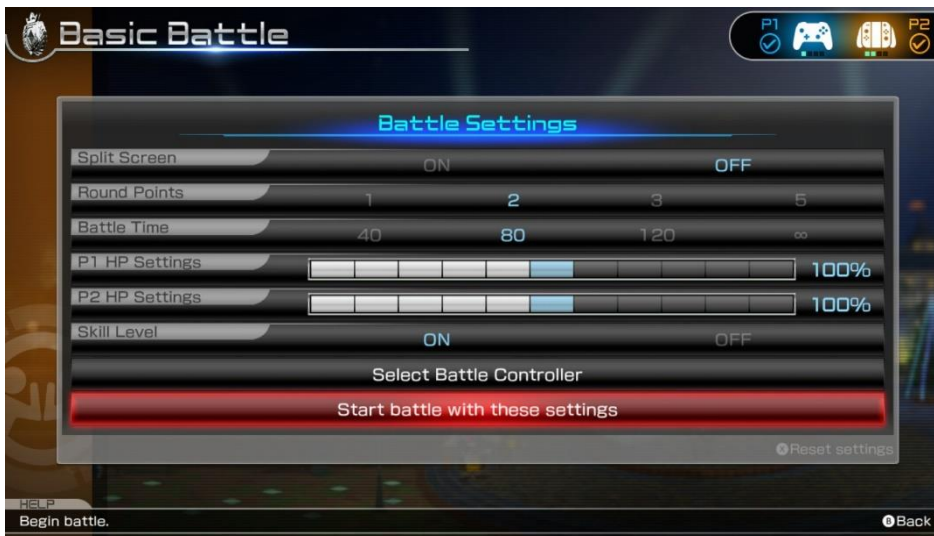 Basic Battle
P1
P2
Battle Settings
Split Screen ON OFF
Round Points 1 2 3 5
Battle Time 40 80 120 ∞
P1 HP Settings 100%
P2 HP Settings 100%
Skill Level ON OFF
Select Battle Controller
Start battle with these settings
ⓍReset settings
HELP
Begin battle.
ⒷBack